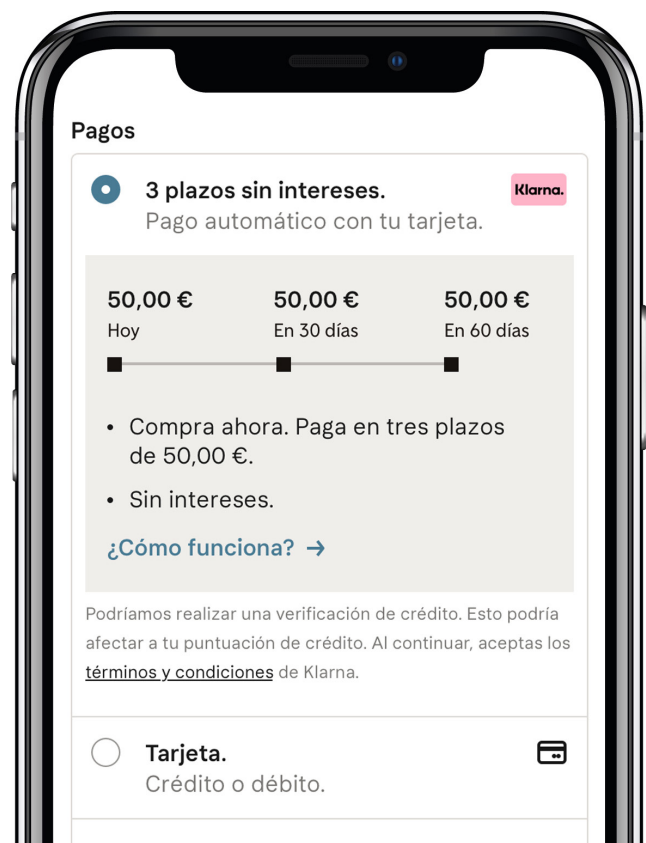 Pagos
3 plazos sin intereses.
Klarna.
Pago automático con tu tarjeta.
50,00 € 50,00 € 50,00 €
Hoy En 30 días En 60 días
• Compra ahora. Paga en tres plazos
de 50,00 €.
• Sin intereses.
¿Cómo funciona? →
Podríamos realizar una verificación de crédito. Esto podría
afectar a tu puntuación de crédito. Al continuar, aceptas los
términos y condiciones de Klarna.
Tarjeta.
Crédito o débito.